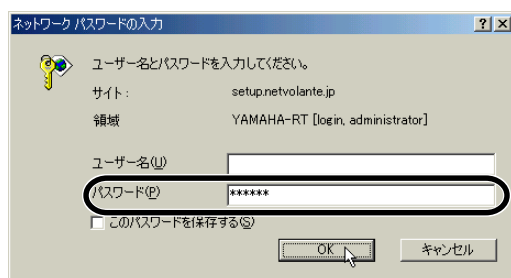 ネットワーク パスワードの入力
ユーザー名とパスワードを入力してください。
サイト: setup.netvolante.jp
領域 YAMAHA-RT [login, administrator]
ユーザー名(U)
パスワード(P) ******
このパスワードを保存する(S)
OK キャンセル